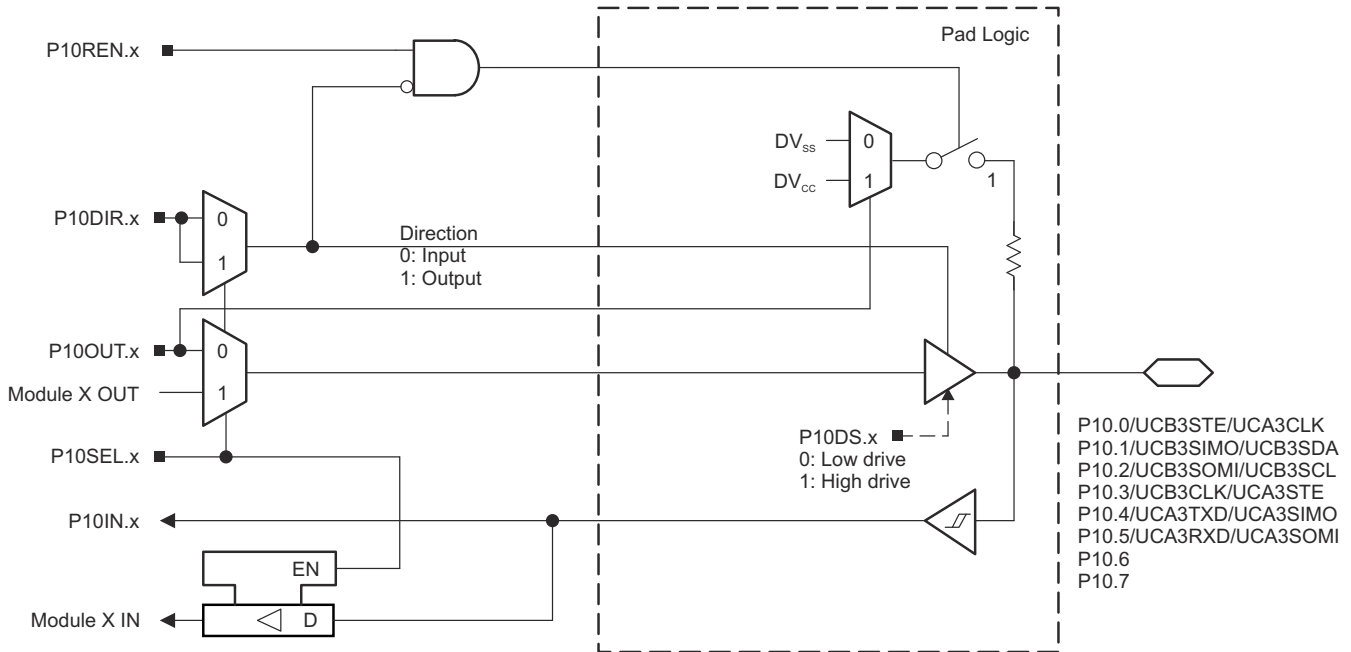 Pad Logic
P10REN.x
DVSS
0
DVCC
1
1
P10DIR.x
0
1
Direction
0: Input
1: Output
P10OUT.x
0
Module X OUT
1
P10DS.x
0: Low drive
1: High drive
P10SEL.x
P10IN.x
EN
Module X IN
D
P10.0/UCB3STE/UCA3CLK
P10.1/UCB3SIMO/UCB3SDA
P10.2/UCB3SOMI/UCB3SCL
P10.3/UCB3CLK/UCA3STE
P10.4/UCA3TXD/UCA3SIMO
P10.5/UCA3RXD/UCA3SOMI
P10.6
P10.7